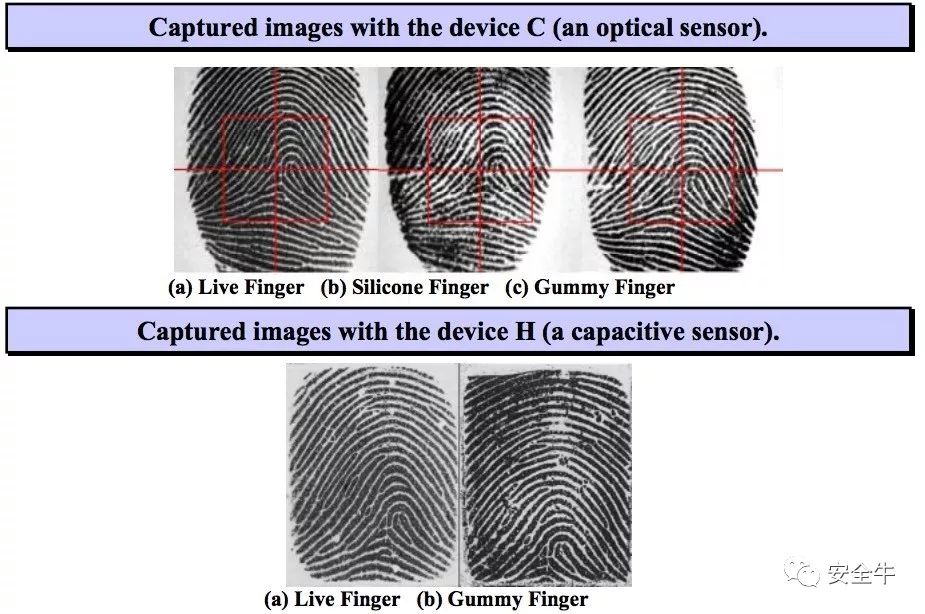 Captured images with the device C (an optical sensor).
(a) Live Finger (b) Silicone Finger (c) Gummy Finger
Captured images with the device H (a capacitive sensor).
(a) Live Finger (b) Gummy Finger
安全牛